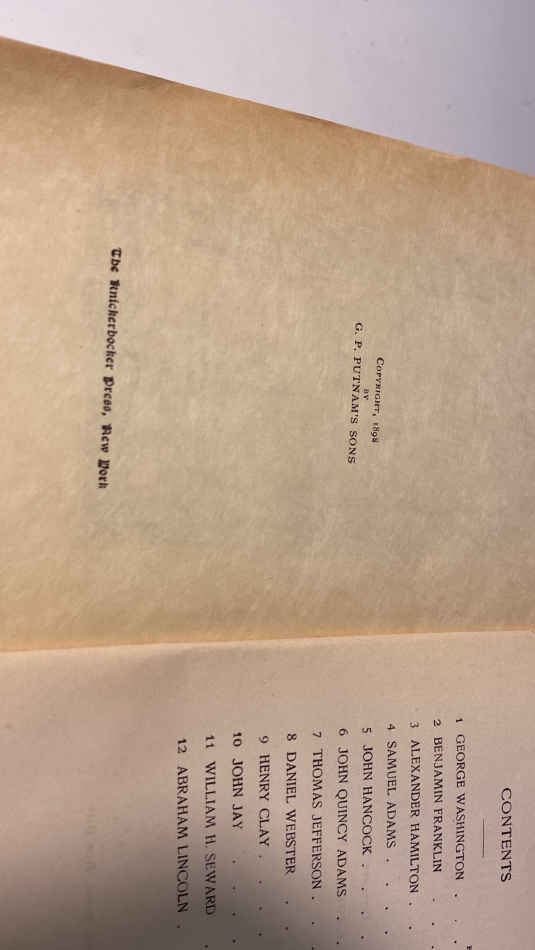 COPYRIGHT, 1898
BY
G. P. PUTNAM'S SONS
The Knickerbocker Press, New York
CONTENTS
1 GEORGE WASHINGTON . .
2 BENJAMIN FRANKLIN . .
3 ALEXANDER HAMILTON . .
4 SAMUEL ADAMS . . . .
5 JOHN HANCOCK . . . .
6 JOHN QUINCY ADAMS . .
7 THOMAS JEFFERSON . . .
8 DANIEL WEBSTER . .
9 HENRY CLAY . . . .
10 JOHN JAY . . . .
11 WILLIAM H. SEWARD .
12 ABRAHAM LINCOLN .